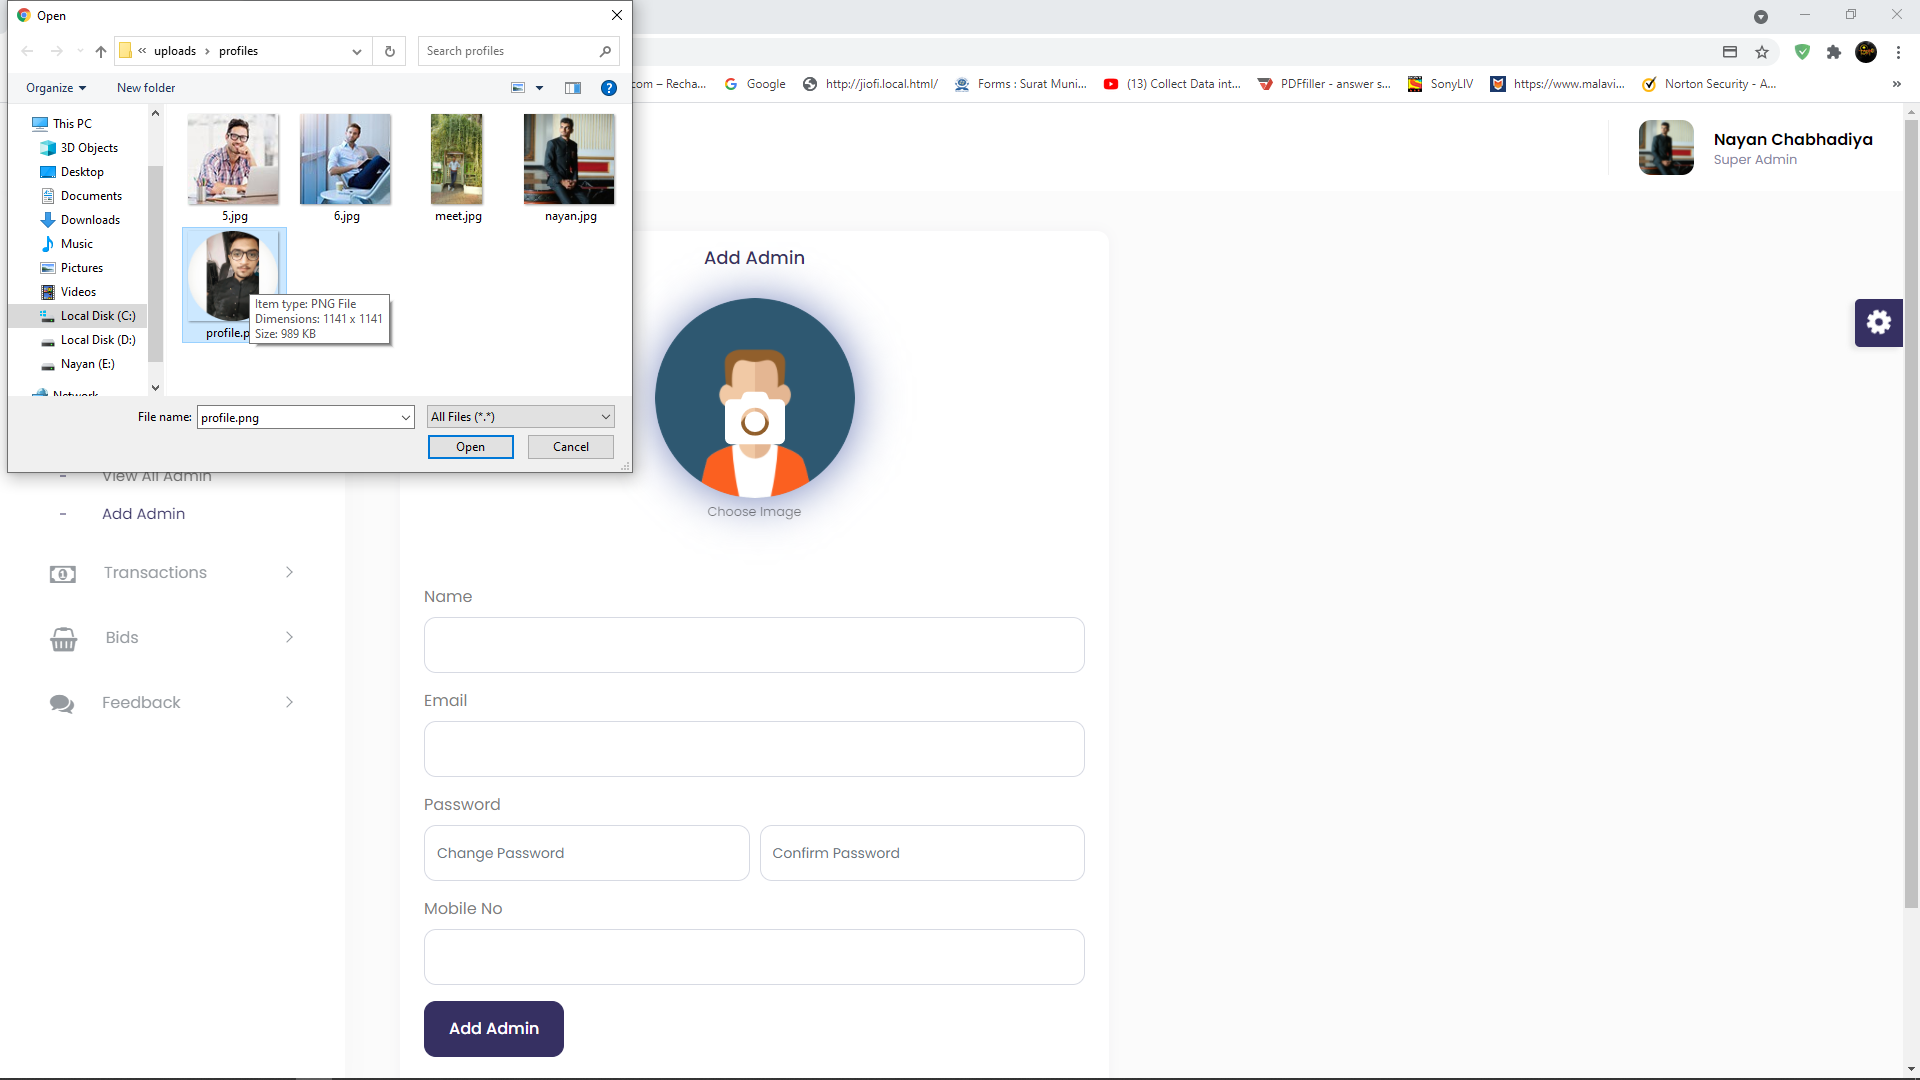 Open
uploads
profiles
Search profiles
Organize
New folder
This PC
3D Objects
Desktop
Documents
Downloads
Music
Pictures
Videos
Local Disk (C:)
Local Disk (D:)
Nayan (E:)
Network
5.jpg
6.jpg
meet.jpg
nayan.jpg
profile.p
Item type: PNG File
Dimensions: 1141 x 1141
Size: 989 KB
File name:
profile.png
All Files (*.*)
Open
Cancel
com – Recha...
Google
http://jiofi.local.html/
Forms : Surat Muni...
(13) Collect Data int...
PDFfiller - answer s...
SonyLIV
https://www.malavi...
Norton Security - A...
»
Nayan Chabhadiya
Super Admin
View All Admin
Add Admin
Transactions
Bids
Feedback
Add Admin
Choose Image
Name
Email
Password
Change Password
Confirm Password
Mobile No
Add Admin